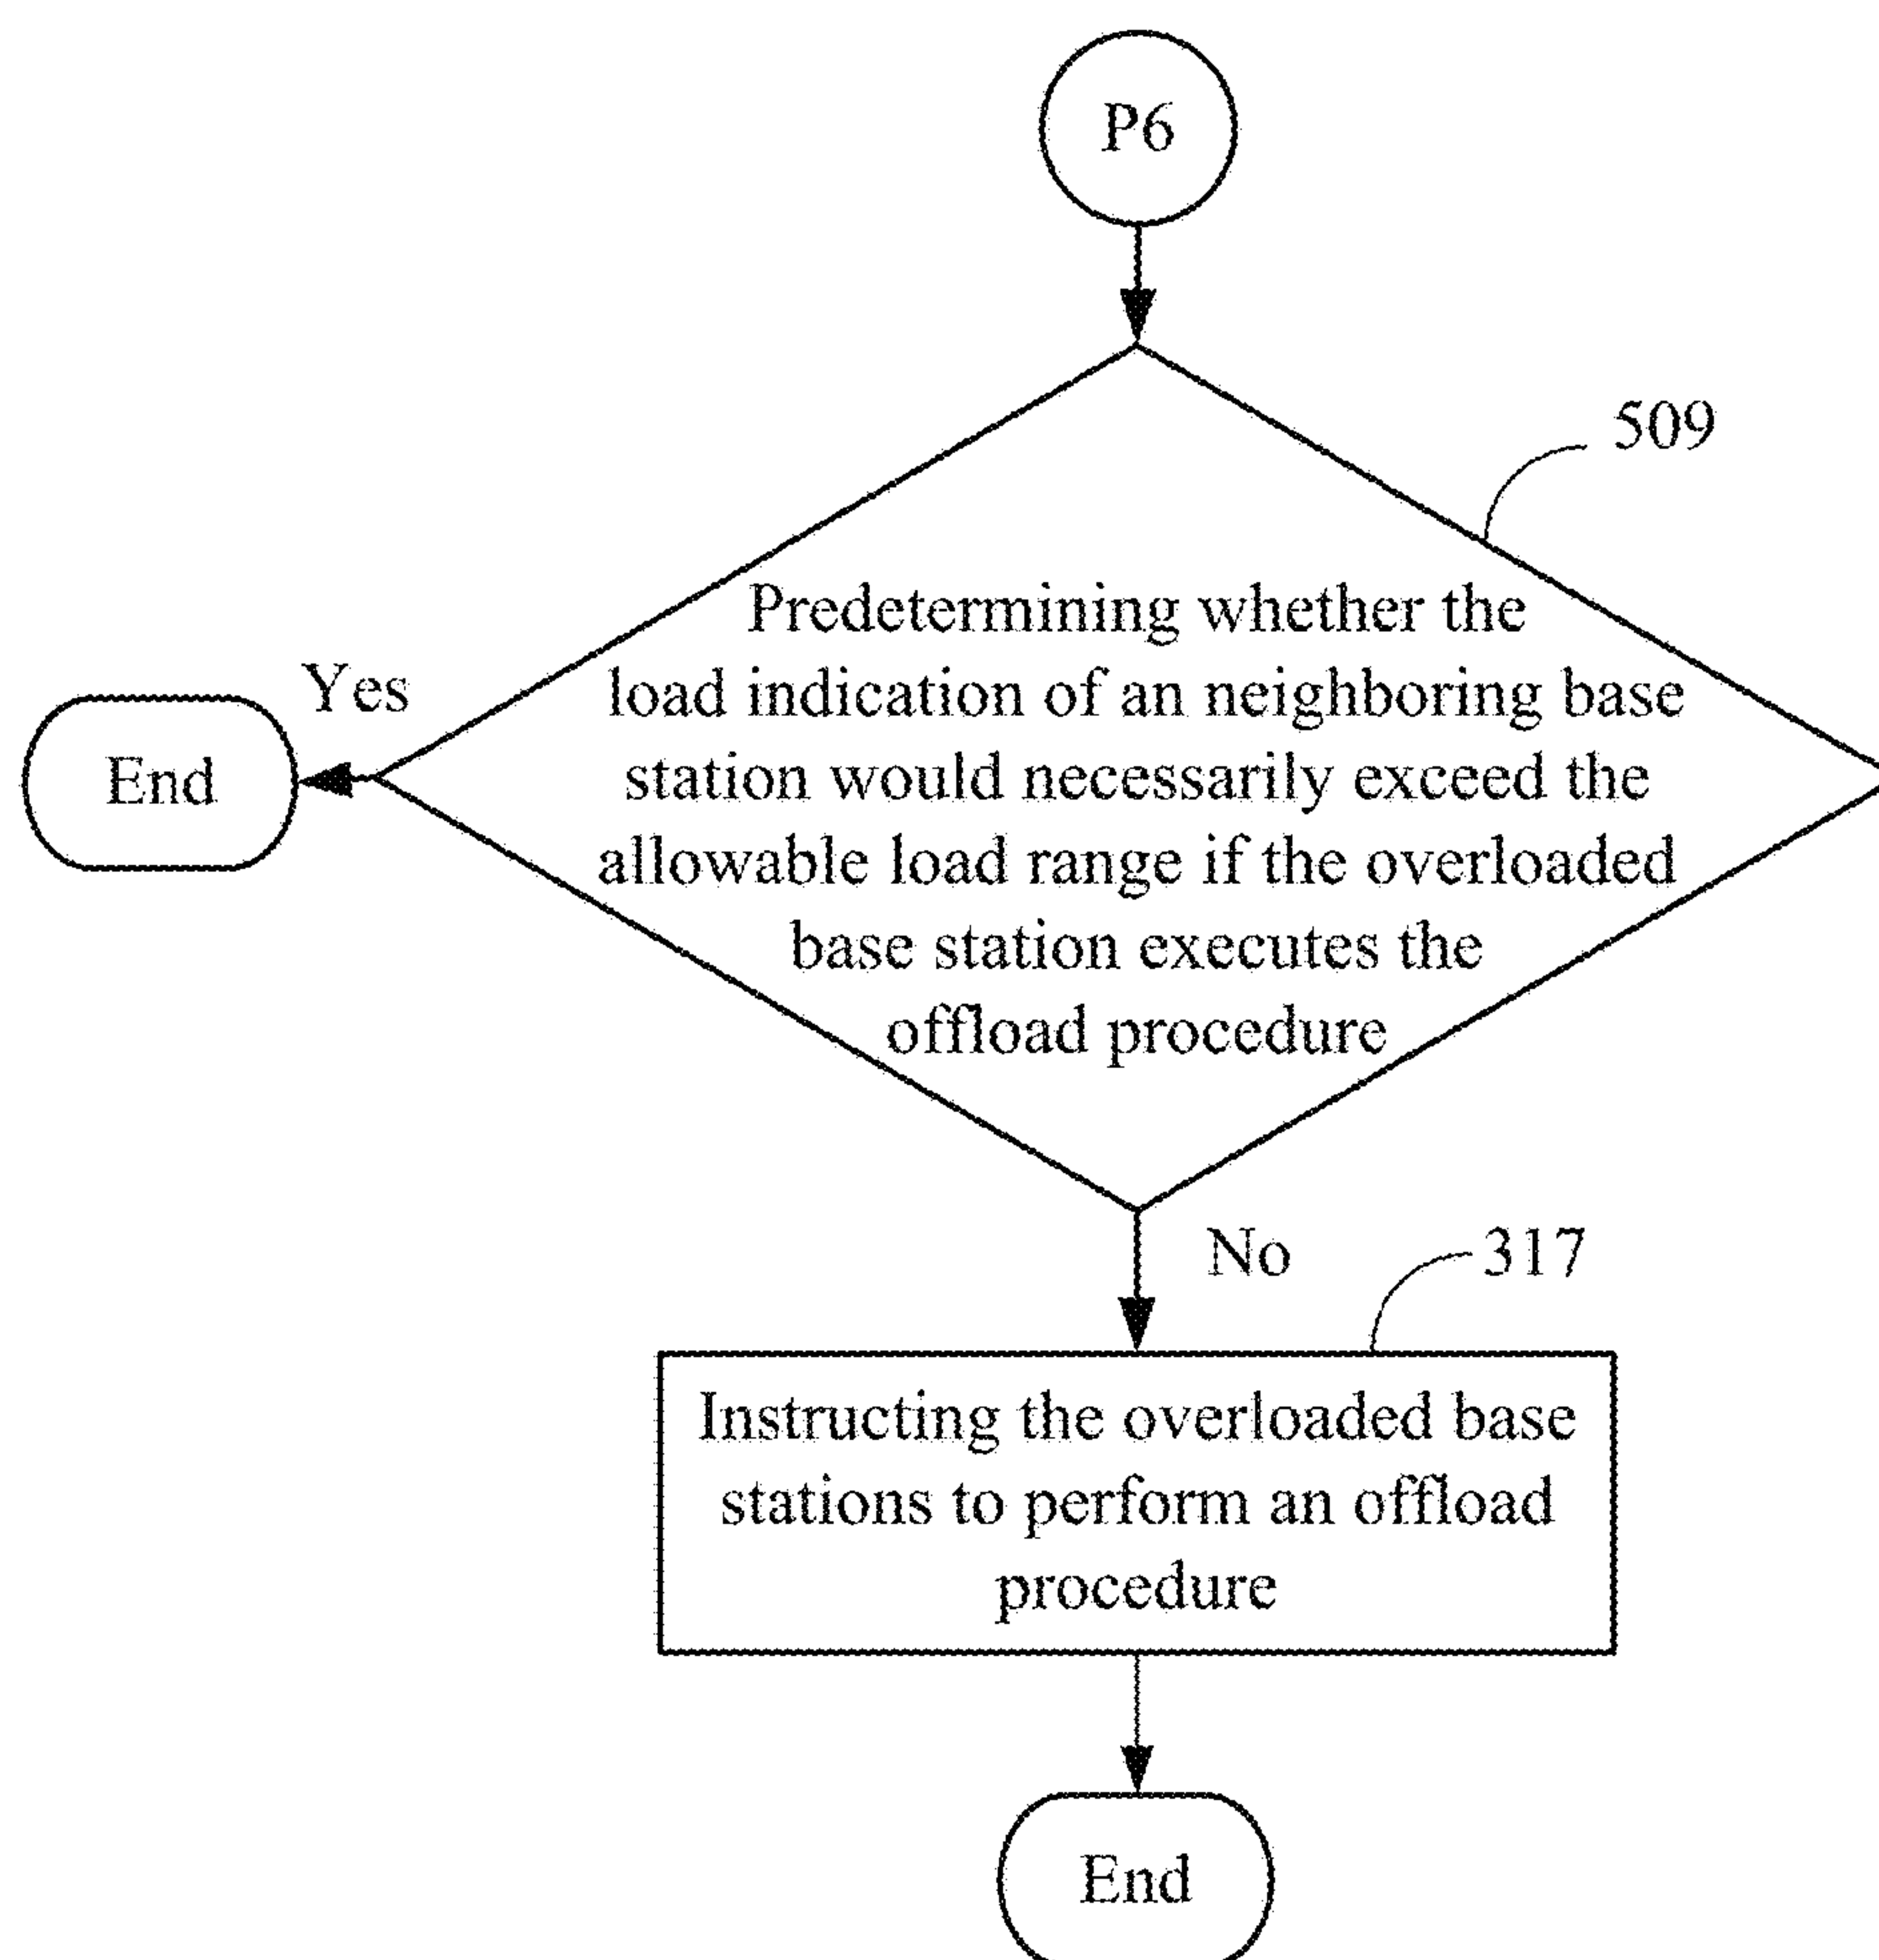 P6
509
Predetermining whether the
load indication of an neighboring base
station would necessarily exceed the
allowable load range if the overloaded
base station executes the
offload procedure
Yes
End
No
317
Instructing the overloaded base
stations to perform an offload
procedure
End